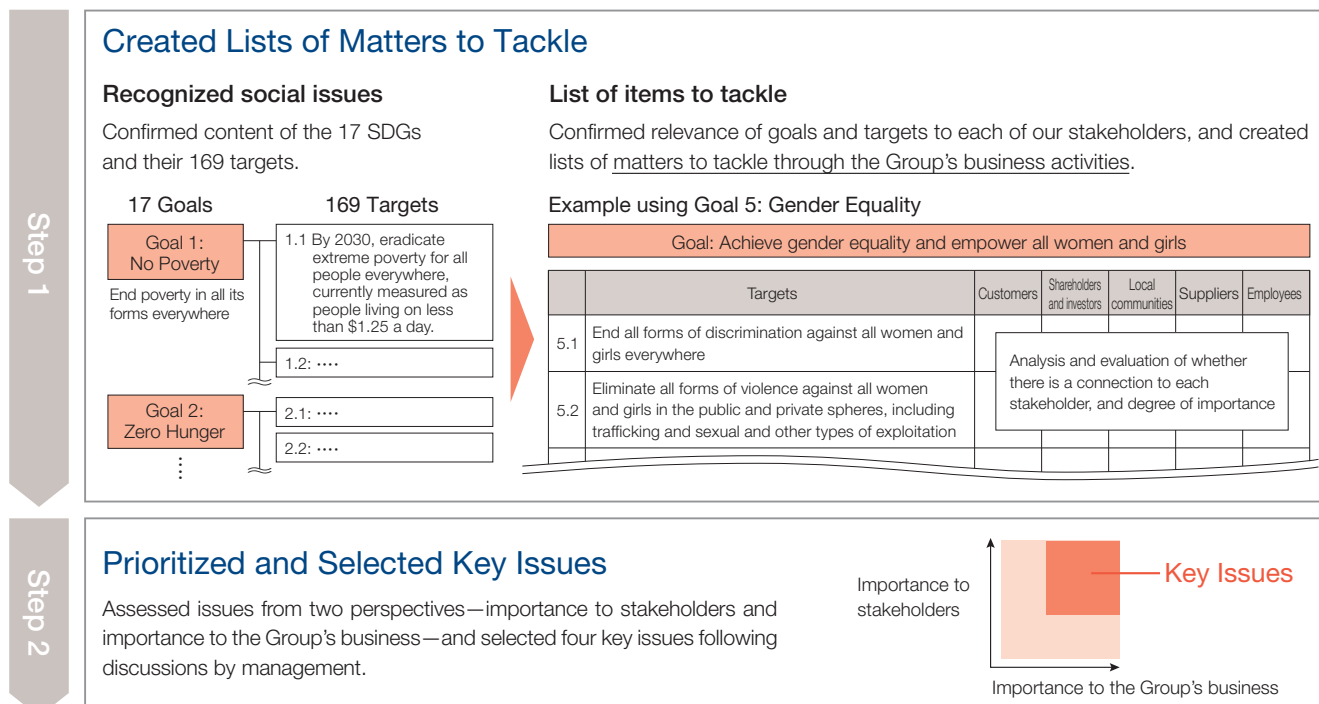 Step 1
Created Lists of Matters to Tackle
Recognized social issues
Confirmed content of the 17 SDGs
and their 169 targets.
17 Goals
169 Targets
Goal 1:
No Poverty
End poverty in all its
forms everywhere
1.1 By 2030, eradicate
extreme poverty for all
people everywhere,
currently measured as
people living on less
than $1.25 a day.
1.2: ····
Goal 2:
Zero Hunger
2.1: ····
2.2: ····
List of items to tackle
Confirmed relevance of goals and targets to each of our stakeholders, and created
lists of matters to tackle through the Group’s business activities.
Example using Goal 5: Gender Equality
Goal: Achieve gender equality and empower all women and girls
Targets
Customers
Shareholders
and investors
Local
communities
Suppliers
Employees
5.1
End all forms of discrimination against all women and
girls everywhere
5.2
Eliminate all forms of violence against all women
and girls in the public and private spheres, including
trafficking and sexual and other types of exploitation
Analysis and evaluation of whether
there is a connection to each
stakeholder, and degree of importance
Step 2
Prioritized and Selected Key Issues
Assessed issues from two perspectives—importance to stakeholders and
importance to the Group’s business—and selected four key issues following
discussions by management.
Importance to
stakeholders
Key Issues
Importance to the Group’s business